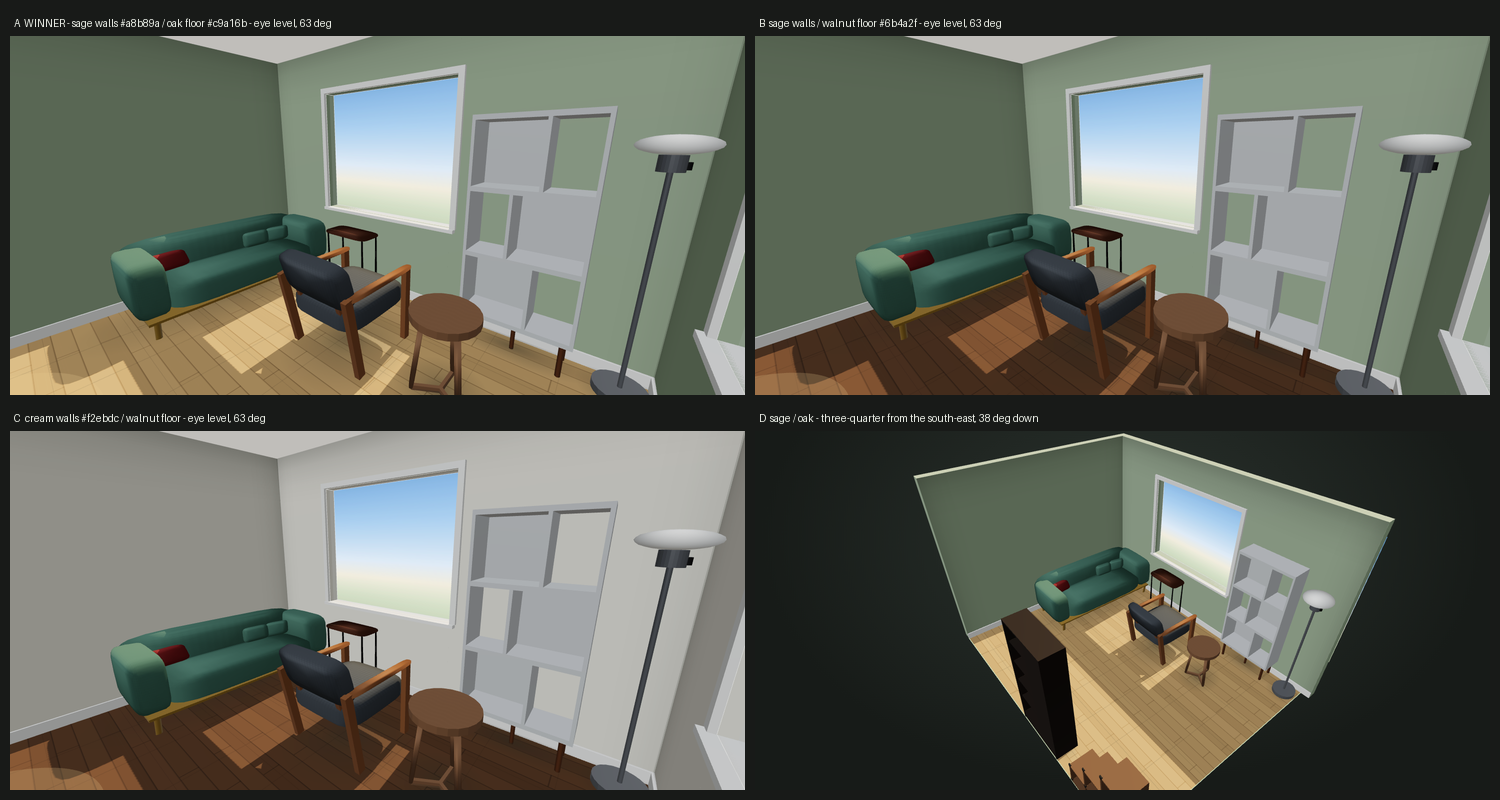 A WINNER - sage walls #a8b89a / oak floor #c9a16b - eye level, 63 deg
B sage walls / walnut floor #6b4a2f - eye level, 63 deg
C cream walls #f2ebdc / walnut floor - eye level, 63 deg
D sage / oak - three-quarter from the south-east, 38 deg down